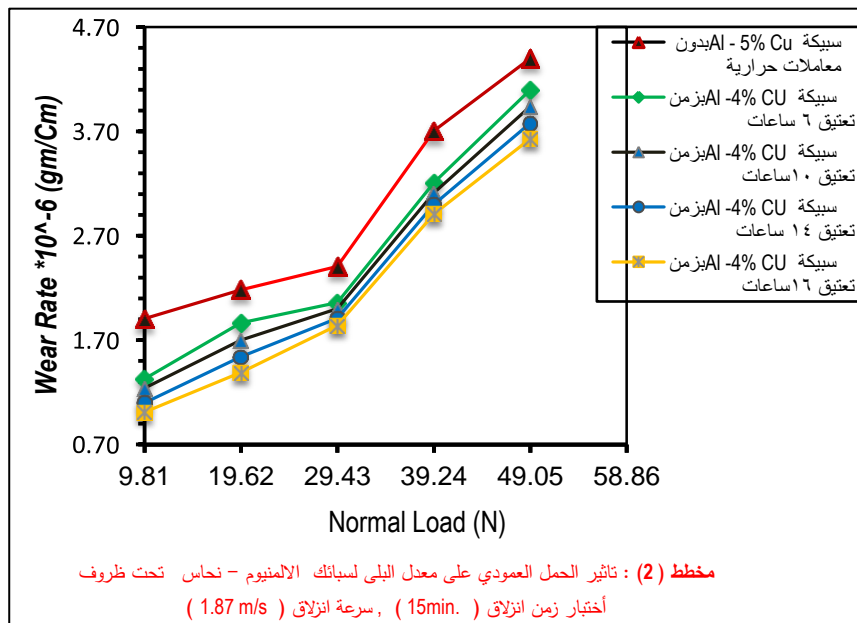 4.70
3.70
2.70
1.70
0.70
Wear Rate *10^-6 (gm/Cm)
9.81 19.62 29.43 39.24 49.05 58.86
Normal Load (N)
سبيكة Al - 5% Cu بدون
معاملات حرارية
سبيكة Al -4% CU بزمن
تعتيق ٦ ساعات
سبيكة Al -4% CU بزمن
تعتيق ١٠ساعات
سبيكة Al -4% CU بزمن
تعتيق ١٤ ساعات
سبيكة Al -4% CU بزمن
تعتيق ١٦ساعات
مخطط ( 2) : تاثير الحمل العمودي على معدل البلى لسبائك الالمنيوم – نحاس تحت ظروف
أختبار زمن انزلاق ( 15min. ) , سرعة انزلاق ( 1.87 m/s )